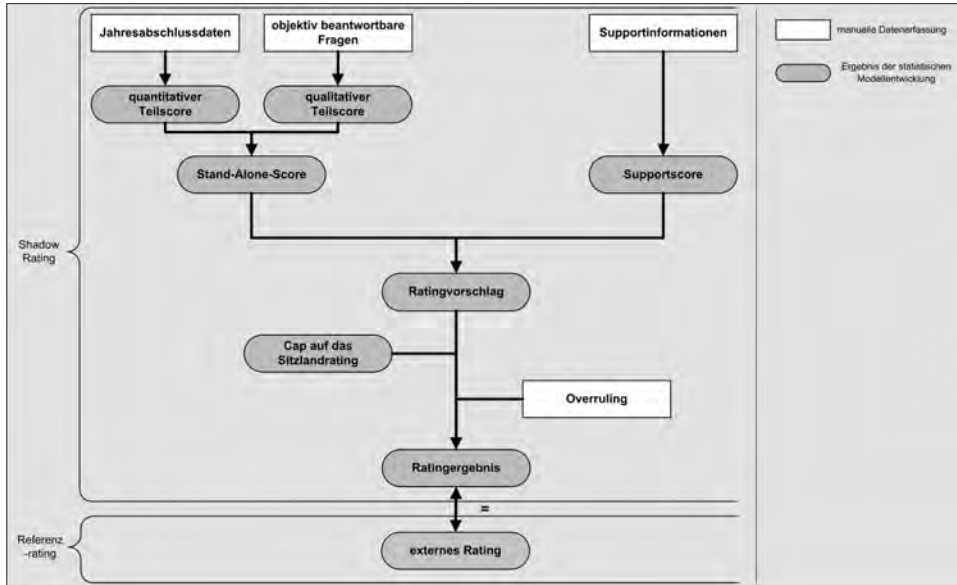 Jahresabschlussdaten
objektiv beantwortbare
Fragen
Supportinformationen
manuelle Datenerfassung
Ergebnis der statistischen
Modellentwicklung
quantitativer
Teilscore
qualitativer
Teilscore
Stand-Alone-Score
Supportscore
Shadow
Rating
Ratingvorschlag
Cap auf das
Sitzlandrating
Overruling
Ratingergebnis
=
Referenz
-rating
externes Rating